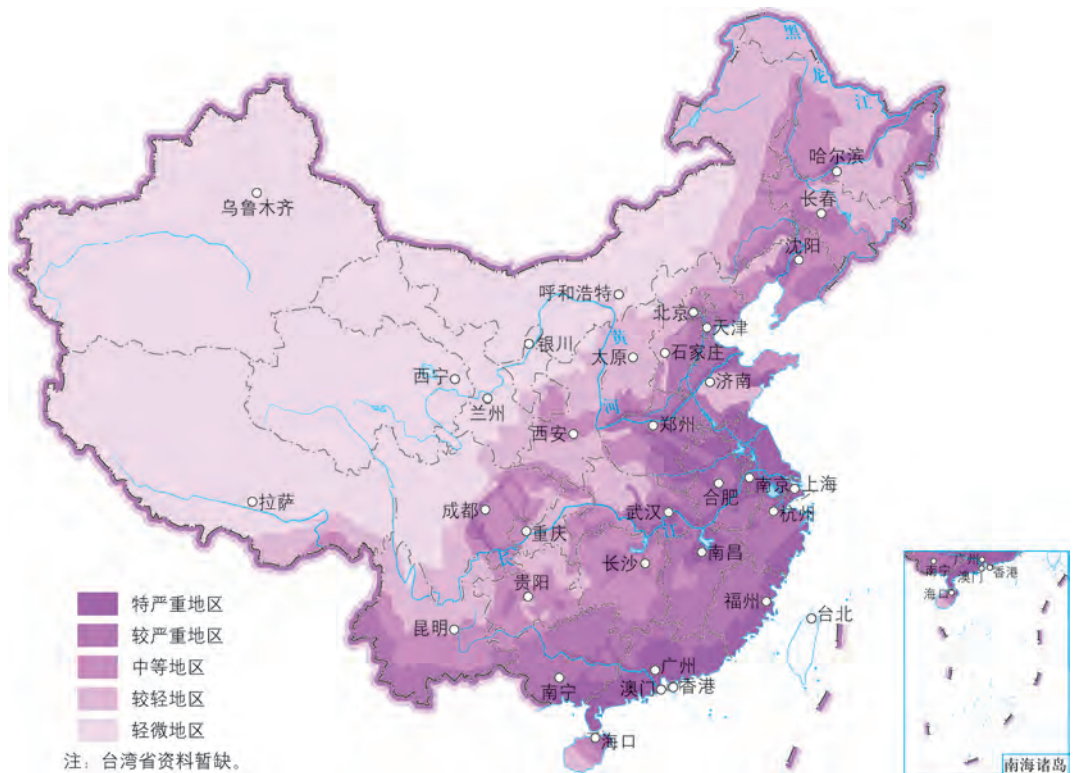 黑
龙
江
哈尔滨
长春
沈阳
乌鲁木齐
呼和浩特
北京
天津
黄
银川
太原
石家庄
西宁
济南
兰州
河
西安
郑州
拉萨
成都
武汉
合肥
南京
上海
杭州
重庆
江
长
南昌
长沙
贵阳
福州
台北
昆明
广州
南宁
澳门
香港
海口
特严重地区
较严重地区
中等地区
较轻地区
轻微地区
注：台湾省资料暂缺。
广州
南宁
澳门
香港
海口
南海诸岛